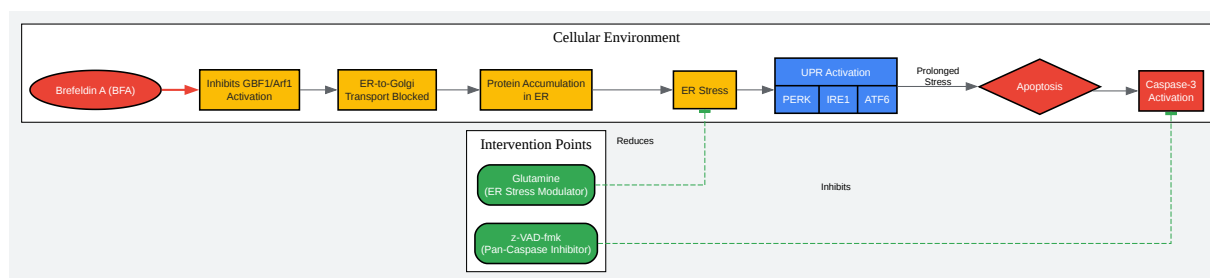 Cellular Environment
Brefeldin A (BFA)
Inhibits GBF1/Arf1
Activation
ER-to-Golgi
Transport Blocked
Protein Accumulation
in ER
ER Stress
UPR Activation
PERK
IRE1
ATF6
Prolonged
Stress
Apoptosis
Caspase-3
Activation
Intervention Points
Reduces
Glutamine
(ER Stress Modulator)
Inhibits
z-VAD-fmk
(Pan-Caspase Inhibitor)